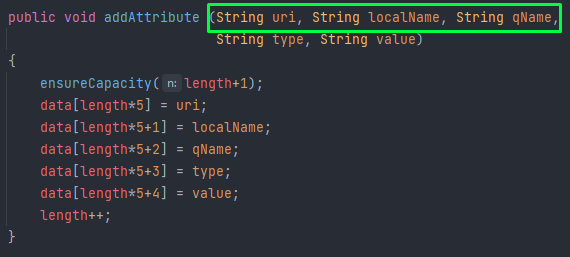 public void addAttribute (String uri, String localName, String qName,
String type, String value)
{
ensureCapacity( n: length+1);
data[length*5] = uri;
data[length*5+1] = localName;
data[length*5+2] = qName;
data[length*5+3] = type;
data[length*5+4] = value;
length++;
}